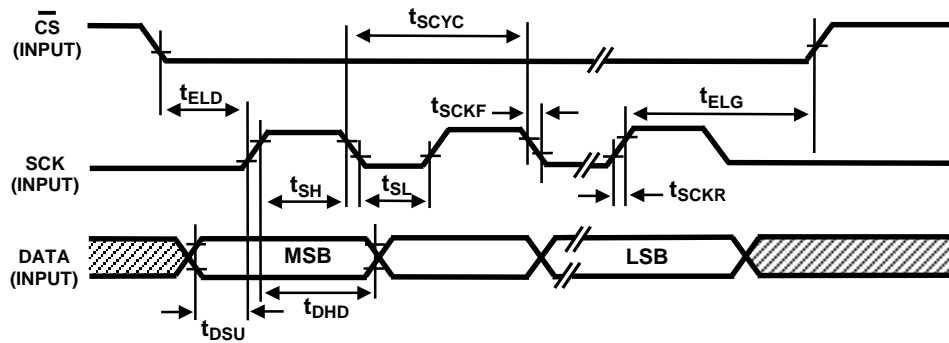 CS
(INPUT)
tSCYC
tELD
tSCKF
tELG
SCK
(INPUT)
tSH
tSL
tSCKR
DATA
(INPUT)
MSB
LSB
tDSU
tDHD